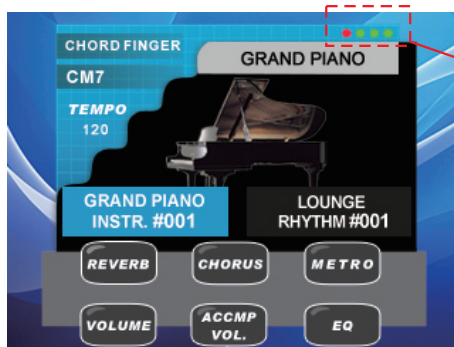 CHORD FINGER
GRAND PIANO
CM7
TEMPO
120
GRAND PIANO
INSTR. #001
LOUNGE
RHYTHM #001
REVERB
CHORUS
METRO
VOLUME
ACCMP
VOL.
EQ